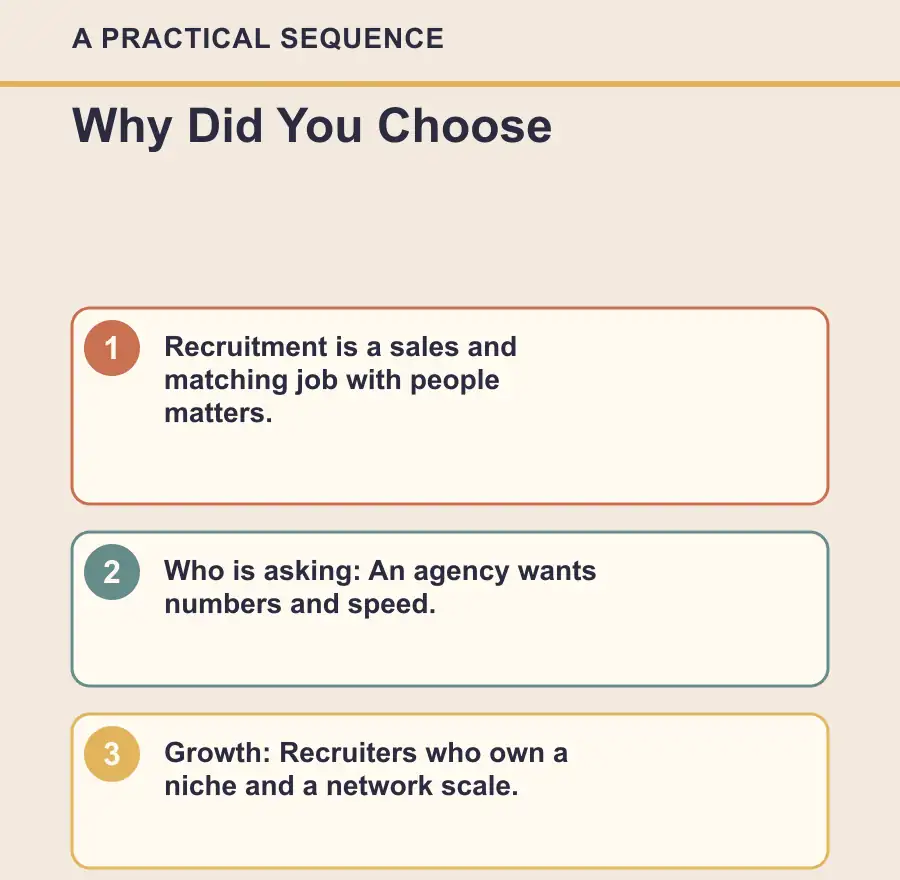 A PRACTICAL SEQUENCE
Why Did You Choose
1
Recruitment is a sales and
matching job with people
matters.
2
Who is asking: An agency wants
numbers and speed.
3
Growth: Recruiters who own a
niche and a network scale.